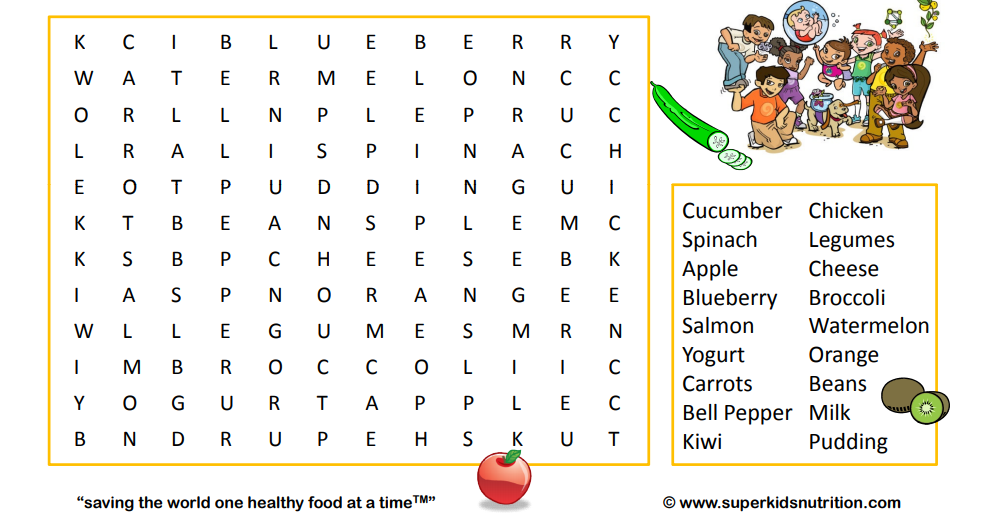 K C I B L U E B E R R Y
W A T E R M E L O N C C
O R L L N P L E P R U C
L R A L I S P I N A C H
E O T P U D D I N G U I
K T B E A N S P L E M C
K S B P C H E E S E B K
I A S P N O R A N G E E
W L L E G U M E S M R N
I M B R O C C O L I I C
Y O G U R T A P P L E C
B N D R U P E H S K U T
Cucumber Chicken
Spinach Legumes
Apple Cheese
Blueberry Broccoli
Salmon Watermelon
Yogurt Orange
Carrots Beans
Bell Pepper Milk
Kiwi Pudding
“saving the world one healthy food at a time™” © www.superkidsnutrition.com